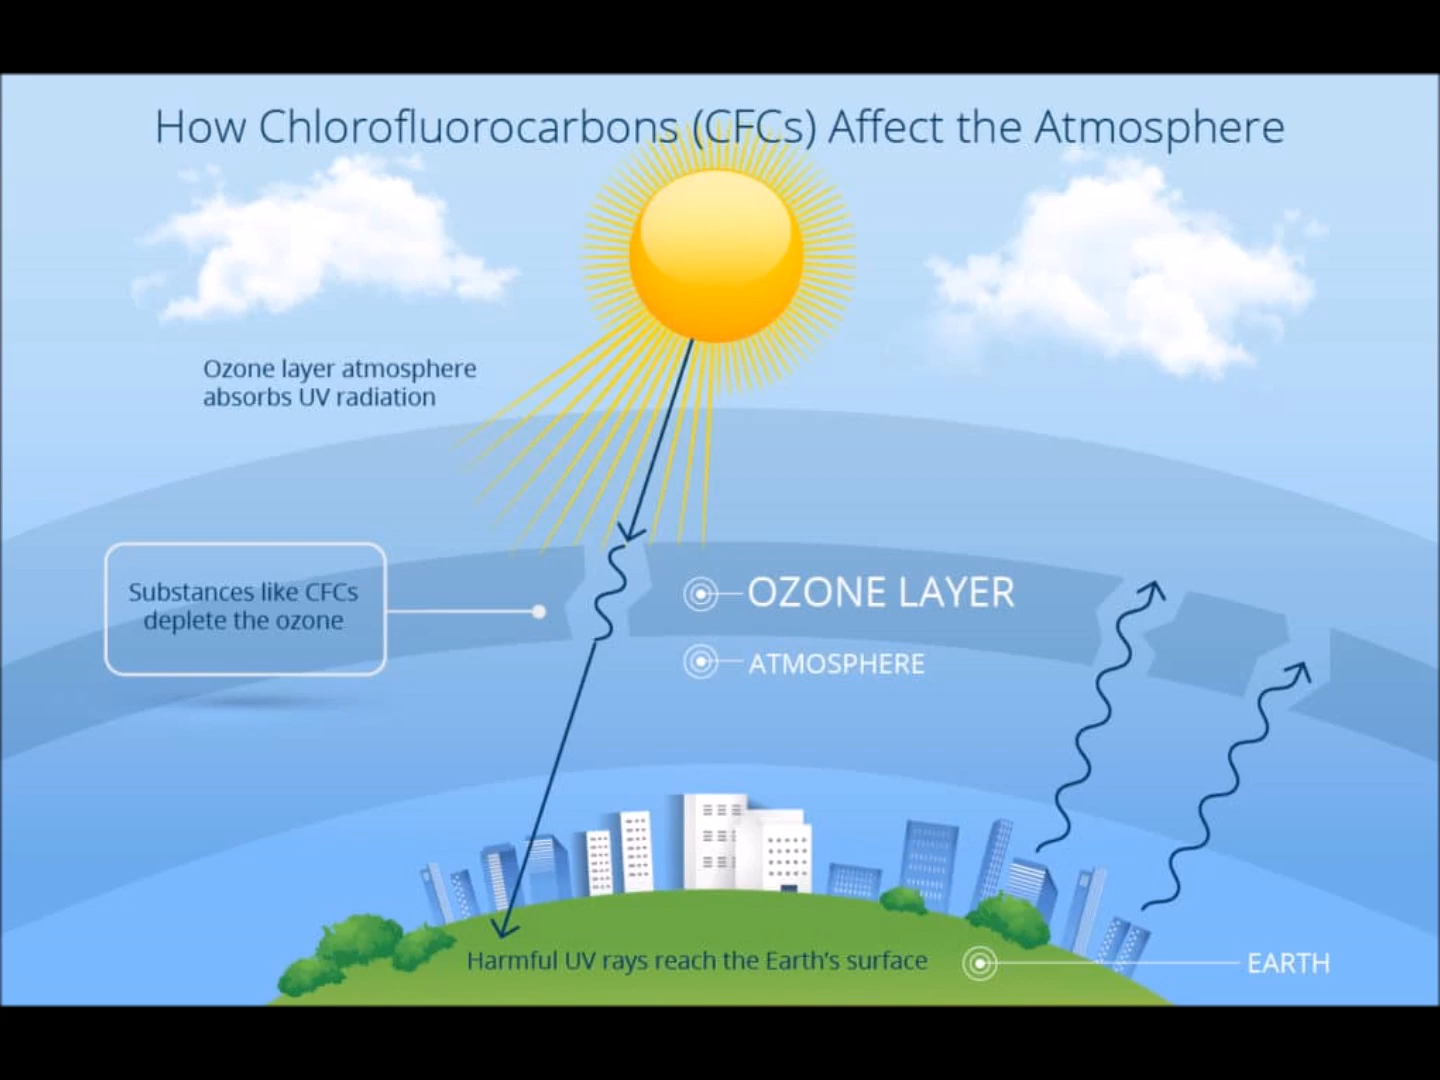 How Chlorofluorocarbons (CFCs) Affect the Atmosphere
Ozone layer atmosphere
absorbs UV radiation
Substances like CFCs
deplete the ozone
OZONE LAYER
ATMOSPHERE
Harmful UV rays reach the Earth's surface
EARTH